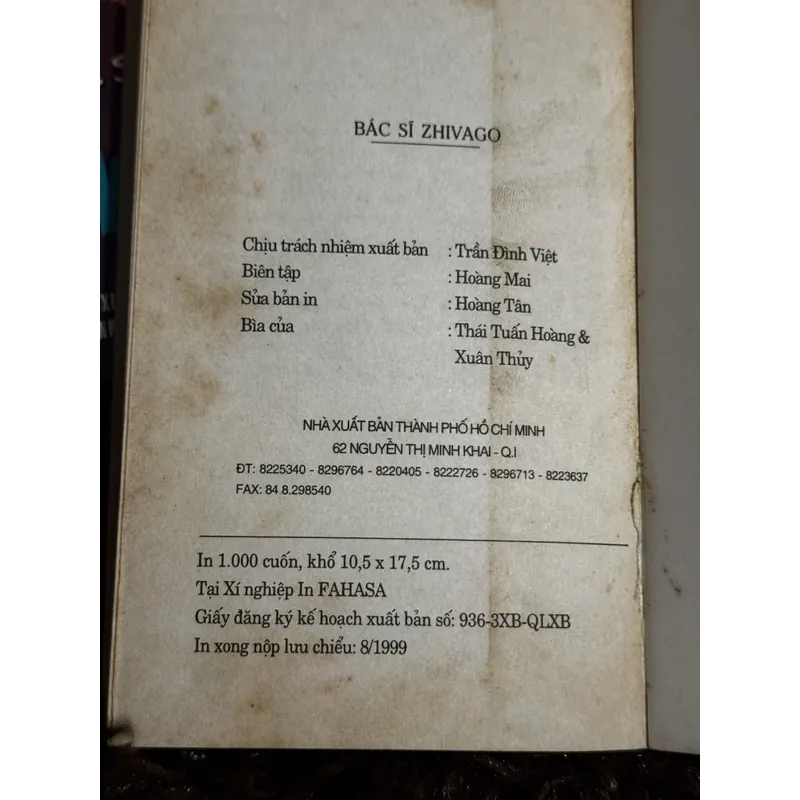 BÁC SĨ ZHIVAGO
Chịu trách nhiệm xuất bản : Trần Đình Việt
Biên tập : Hoàng Mai
Sửa bản in : Hoàng Tân
Bìa của : Thái Tuấn Hoàng &
Xuân Thủy
NHÀ XUẤT BẢN THÀNH PHỐ HỒ CHÍ MINH
62 NGUYỄN THỊ MINH KHAI - Q.I
ĐT: 8225340 - 8296764 - 8220405 - 8222726 - 8296713 - 8223637
FAX: 84.8.298540
In 1.000 cuốn, khổ 10,5 x 17,5 cm.
Tại Xí nghiệp In FAHASA
Giấy đăng ký kế hoạch xuất bản số: 936-3XB-QLXB
In xong nộp lưu chiểu: 8/1999